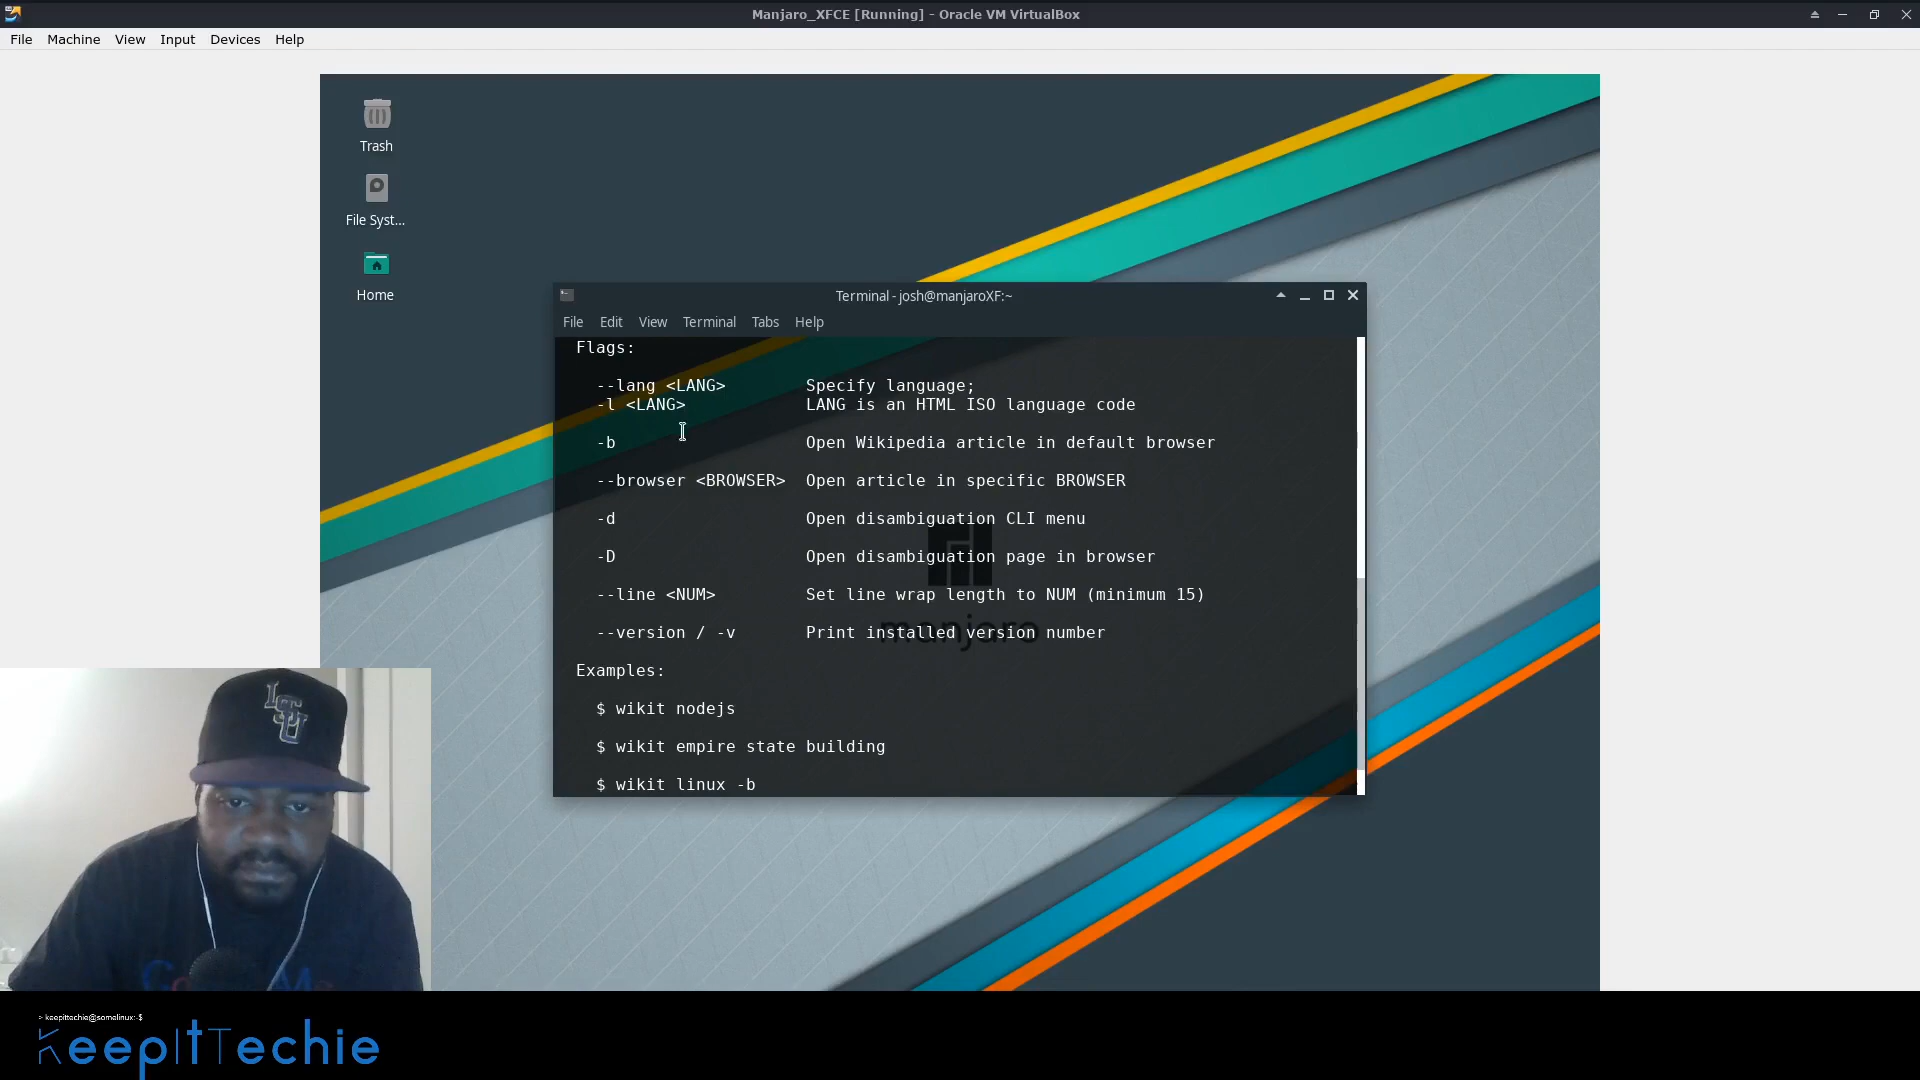 Manjaro_XFCE [Running] - Oracle VM VirtualBox
File Machine View Input Devices Help
Trash
File Syst...
Home
Terminal - josh@manjaroXF:~
File Edit View Terminal Tabs Help
Flags:
--lang <LANG> Specify language;
-l <LANG> LANG is an HTML ISO language code
-b Open Wikipedia article in default browser
--browser <BROWSER> Open article in specific BROWSER
-d Open disambiguation CLI menu
-D Open disambiguation page in browser
--line <NUM> Set line wrap length to NUM (minimum 15)
--version / -v Print installed version number
manjaro
Examples:
$ wikit nodejs
$ wikit empire state building
$ wikit linux -b
LSU
> keepittechie@somelinux:-$
KeepItTechie